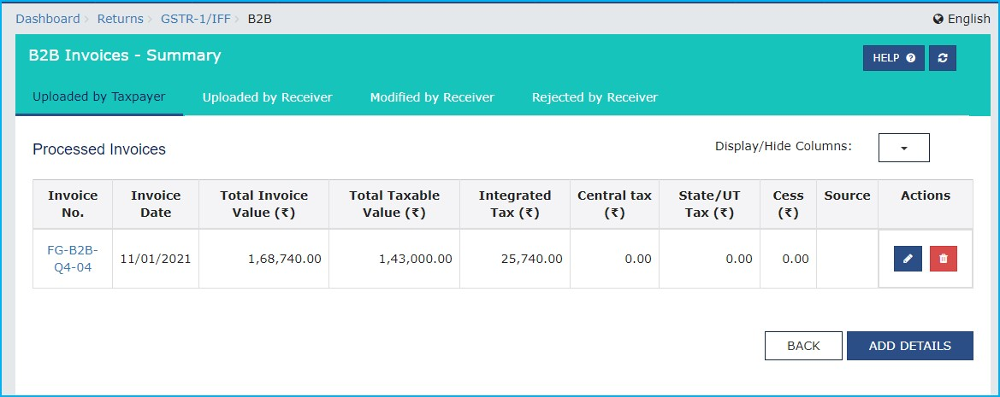 Dashboard > Returns > GSTR-1/IFF > B2B English
B2B Invoices - Summary HELP
Uploaded by Taxpayer Uploaded by Receiver Modified by Receiver Rejected by Receiver
Processed Invoices Display/Hide Columns:
Invoice Invoice Total Invoice Total Taxable Integrated Central tax State/UT Cess Source Actions
No. Date Value (₹) Value (₹) Tax (₹) (₹) Tax (₹) (₹)
FG-B2B-
Q4-04 11/01/2021 1,68,740.00 1,43,000.00 25,740.00 0.00 0.00 0.00
BACK ADD DETAILS